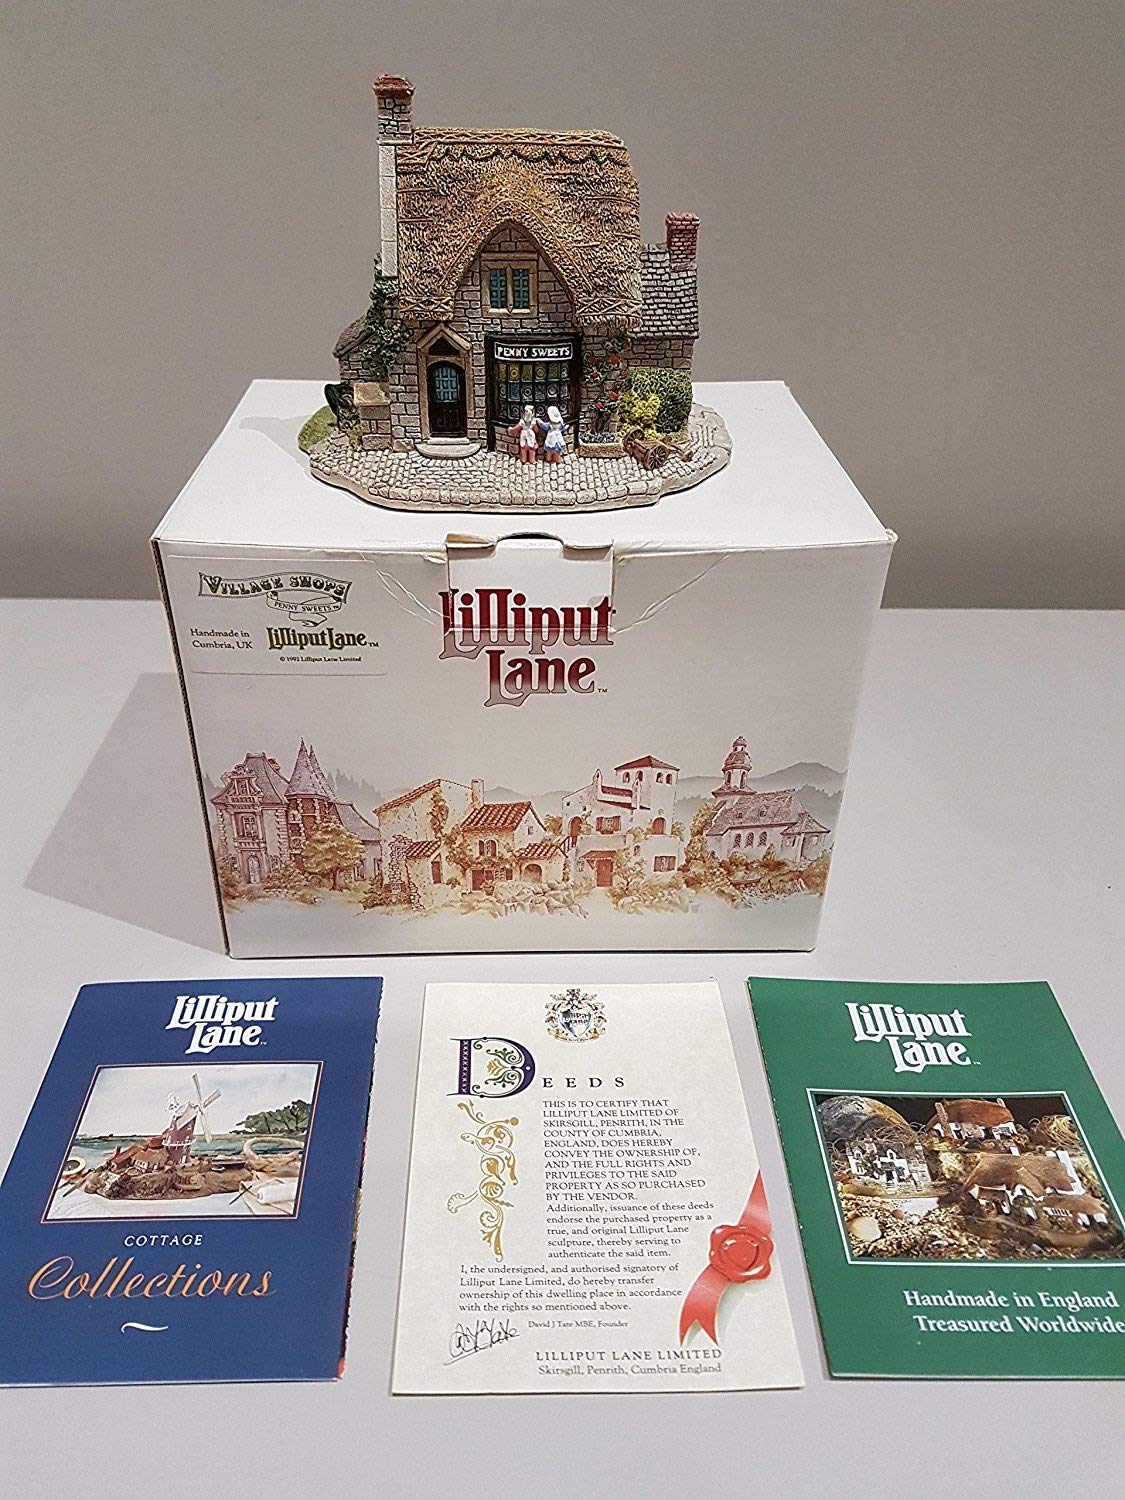 PENNY SWEETS
VILLAGE SHOPS
PENNY SWEETS™
Handmade in
Cumbria, UK
Lilliput Lane™
© 1992 Lilliput Lane Limited
Lilliput
Lane™
Lilliput
Lane™
COTTAGE
Collections
Lilliput
Lane
DEEDS
THIS IS TO CERTIFY THAT
LILLIPUT LANE LIMITED OF
SKIRSGILL, PENRITH, IN THE
COUNTY OF CUMBRIA,
ENGLAND, DOES HEREBY
CONVEY THE OWNERSHIP OF,
AND THE FULL RIGHTS AND
PRIVILEGES TO THE SAID
PROPERTY AS SO PURCHASED
BY THE VENDOR.
Additionally, issuance of these deeds
endorse the purchased property as a
true, and original Lilliput Lane
sculpture, thereby serving to
authenticate the said item.
I, the undersigned, and authorised signatory of
Lilliput Lane Limited, do hereby transfer
ownership of this dwelling place in accordance
with the rights so mentioned above.
David J Tate MBE, Founder
LILLIPUT LANE LIMITED
Skirsgill, Penrith, Cumbria England
Lilliput
Lane™
Handmade in England
Treasured Worldwide